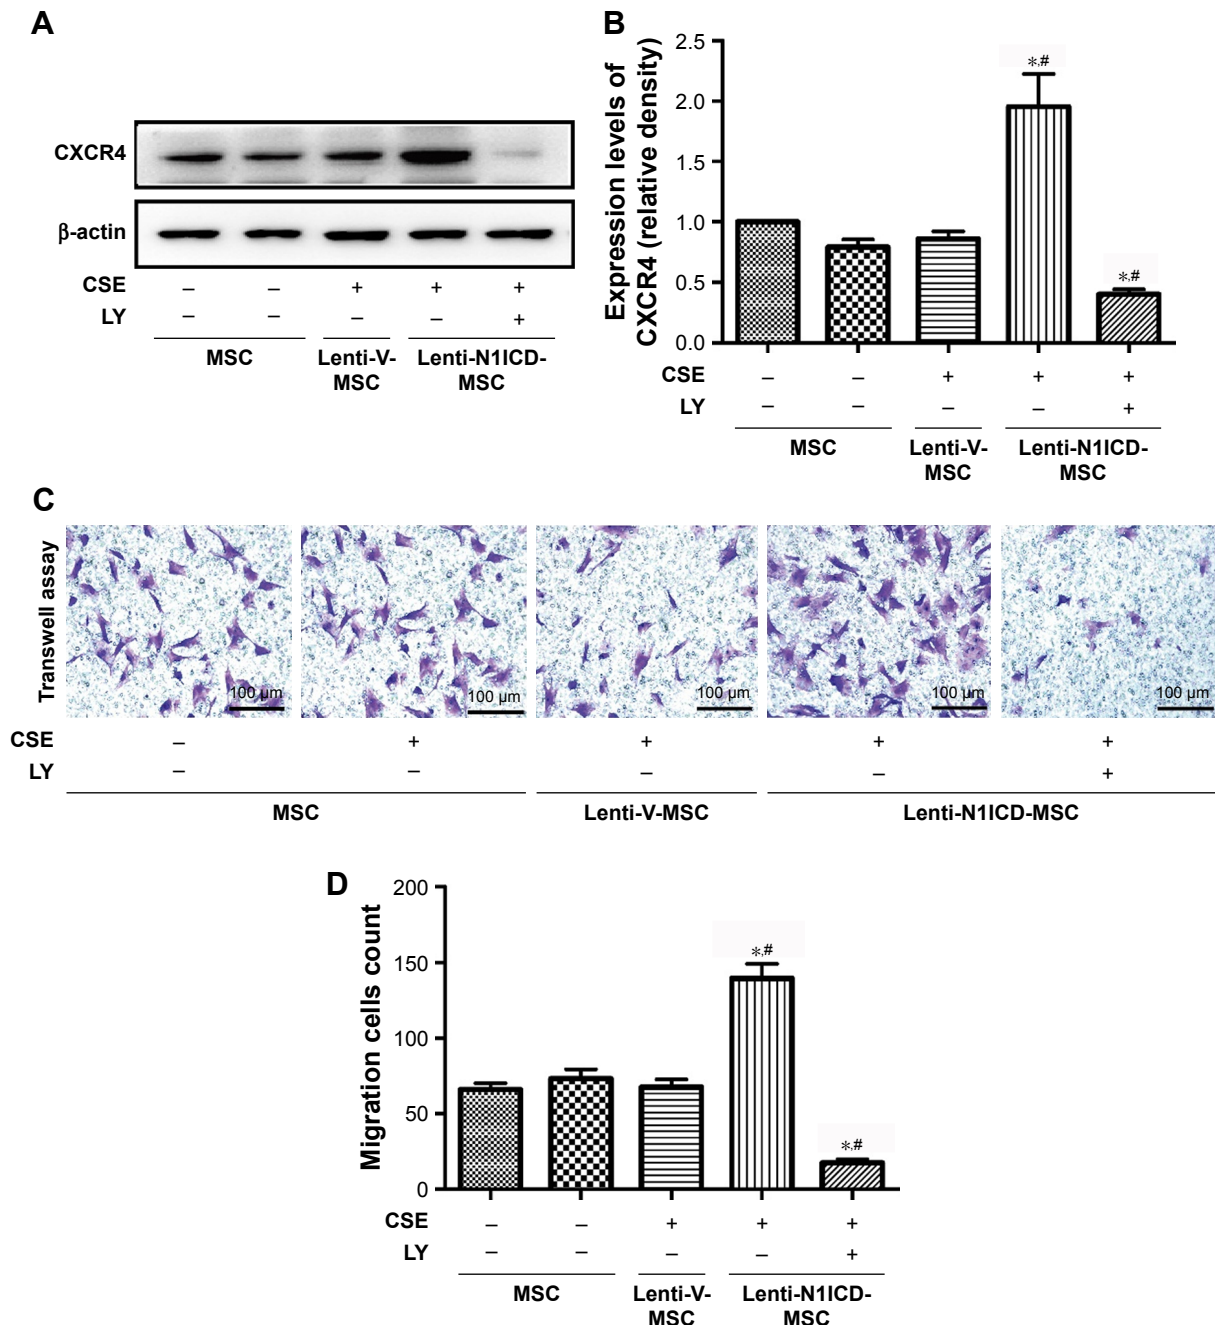 A
CXCR4
β-actin
CSE – – + + +
LY – – – – +
MSC Lenti-V- Lenti-N1ICD-
MSC MSC
B
Expression levels of
CXCR4 (relative density)
2.5
2.0
1.5
1.0
0.5
0.0
*,#
*,#
CSE – – + + +
LY – – – – +
MSC Lenti-V- Lenti-N1ICD-
MSC MSC
C
Transwell assay
100 µm 100 µm 100 µm 100 µm 100 µm
CSE – + + + +
LY – – – – +
MSC Lenti-V-MSC Lenti-N1ICD-MSC
D
Migration cells count
200
150
100
50
0
*,#
*,#
CSE – – + + +
LY – – – – +
MSC Lenti-V- Lenti-N1ICD-
MSC MSC